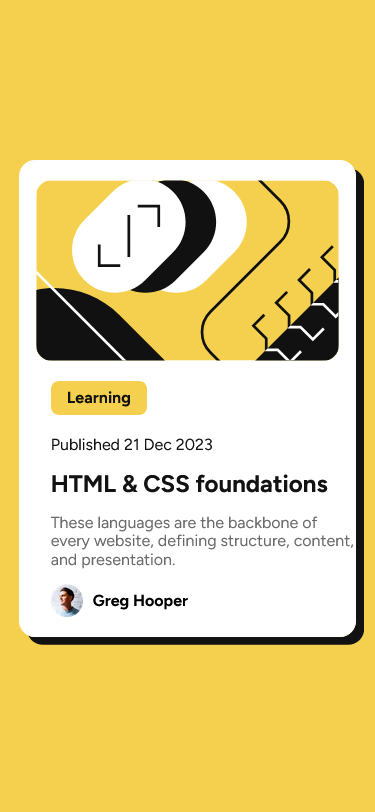 Learning
Published 21 Dec 2023
HTML & CSS foundations
These languages are the backbone of
every website, defining structure, content,
and presentation.
Greg Hooper